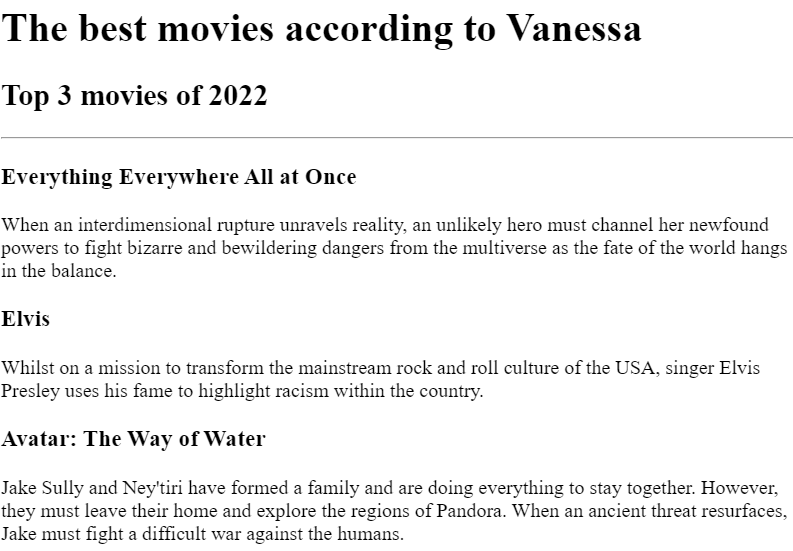 The best movies according to Vanessa
Top 3 movies of 2022
Everything Everywhere All at Once
When an interdimensional rupture unravels reality, an unlikely hero must channel her newfound
powers to fight bizarre and bewildering dangers from the multiverse as the fate of the world hangs
in the balance.
Elvis
Whilst on a mission to transform the mainstream rock and roll culture of the USA, singer Elvis
Presley uses his fame to highlight racism within the country.
Avatar: The Way of Water
Jake Sully and Ney'tiri have formed a family and are doing everything to stay together. However,
they must leave their home and explore the regions of Pandora. When an ancient threat resurfaces,
Jake must fight a difficult war against the humans.